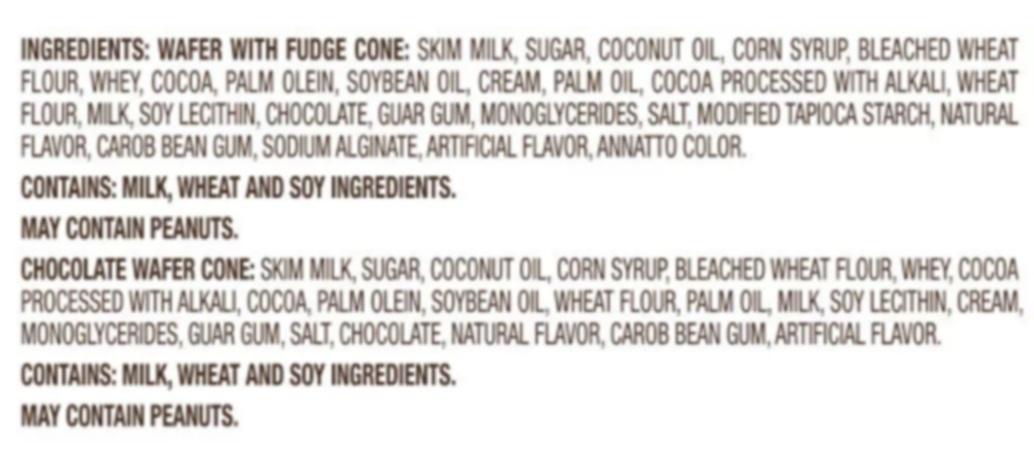 INGREDIENTS: WAFER WITH FUDGE CONE: SKIM MILK, SUGAR, COCONUT OIL, CORN SYRUP, BLEACHED WHEAT
FLOUR, WHEY, COCOA, PALM OLEIN, SOYBEAN OIL, CREAM, PALM OIL, COCOA PROCESSED WITH ALKALI, WHEAT
FLOUR, MILK, SOY LECITHIN, CHOCOLATE, GUAR GUM, MONOGLYCERIDES, SALT, MODIFIED TAPIOCA STARCH, NATURAL
FLAVOR, CAROB BEAN GUM, SODIUM ALGINATE, ARTIFICIAL FLAVOR, ANNATTO COLOR.
CONTAINS: MILK, WHEAT AND SOY INGREDIENTS.
MAY CONTAIN PEANUTS.
CHOCOLATE WAFER CONE: SKIM MILK, SUGAR, COCONUT OIL, CORN SYRUP, BLEACHED WHEAT FLOUR, WHEY, COCOA
PROCESSED WITH ALKALI, COCOA, PALM OLEIN, SOYBEAN OIL, WHEAT FLOUR, PALM OIL, MILK, SOY LECITHIN, CREAM,
MONOGLYCERIDES, GUAR GUM, SALT, CHOCOLATE, NATURAL FLAVOR, CAROB BEAN GUM, ARTIFICIAL FLAVOR.
CONTAINS: MILK, WHEAT AND SOY INGREDIENTS.
MAY CONTAIN PEANUTS.